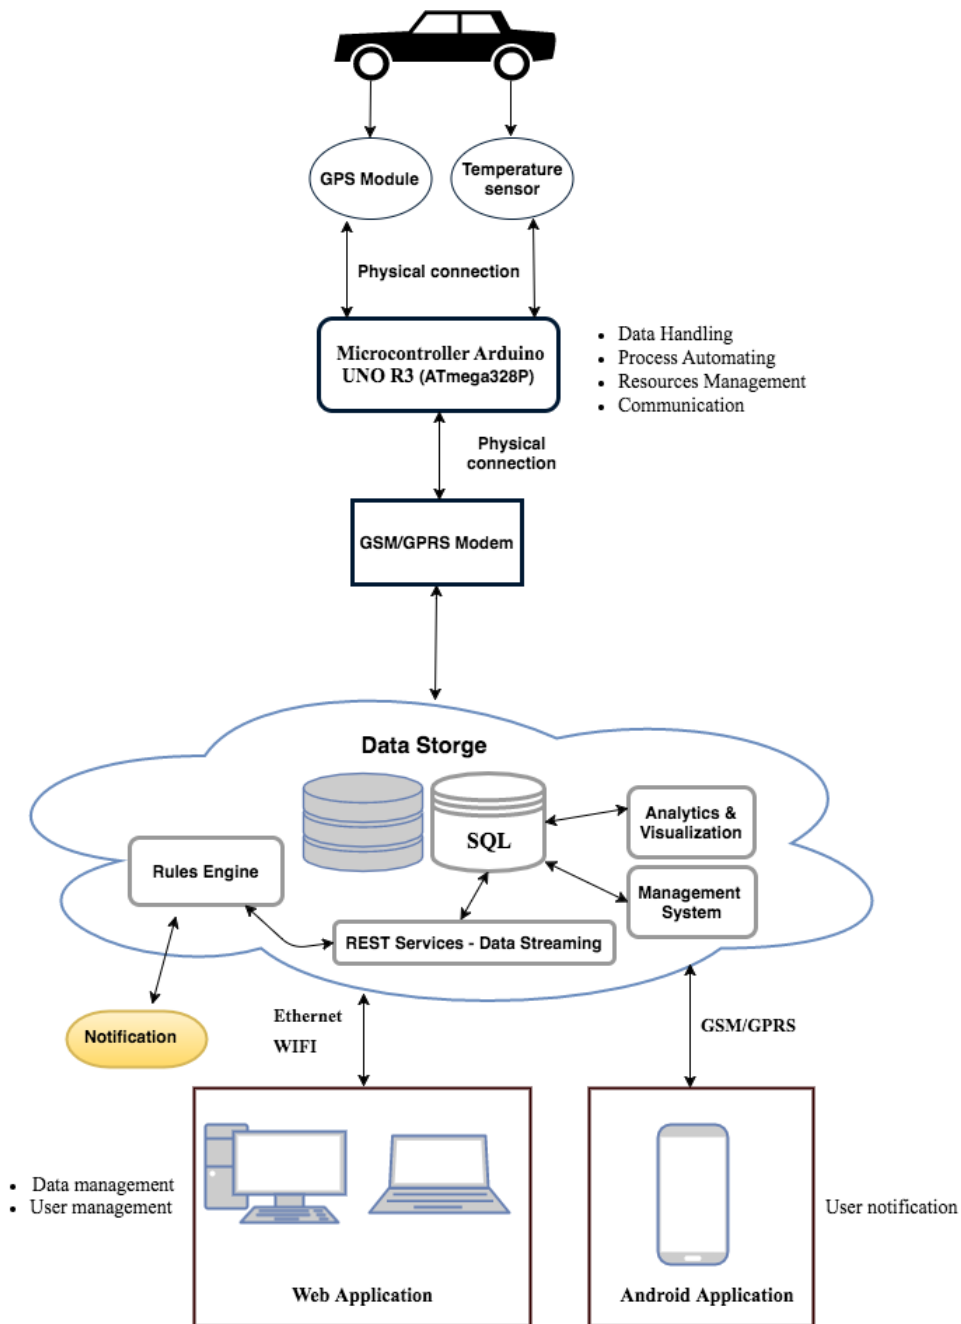 GPS Module
Temperature
sensor
Physical connection
Microcontroller Arduino
UNO R3 (ATmega328P)
• Data Handling
• Process Automating
• Resources Management
• Communication
Physical
connection
GSM/GPRS Modem
Data Storge
SQL
Analytics &
Visualization
Rules Engine
Management
System
REST Services - Data Streaming
Notification
Ethernet
WIFI
GSM/GPRS
• Data management
• User management
User notification
Web Application
Android Application